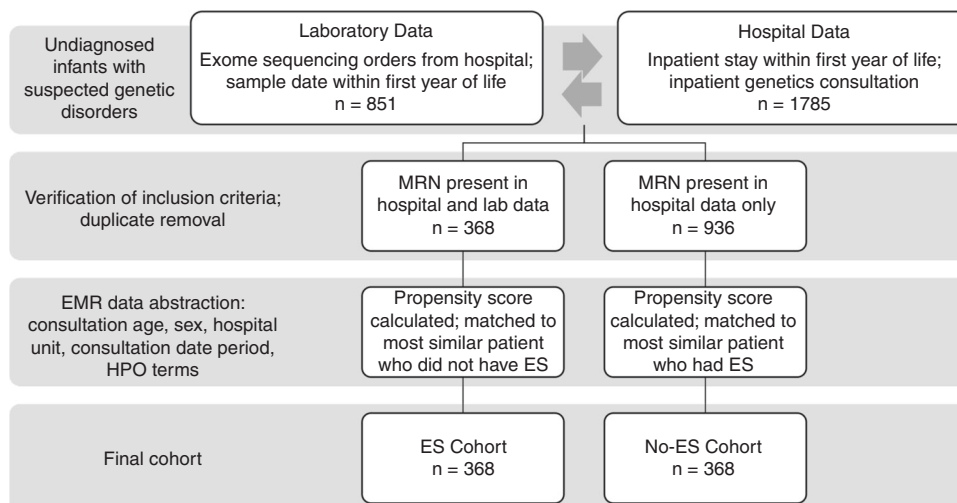 Undiagnosed
infants with
suspected genetic
disorders
Laboratory Data
Exome sequencing orders from hospital;
sample date within first year of life
n = 851
Hospital Data
Inpatient stay within first year of life;
inpatient genetics consultation
n = 1785
Verification of inclusion criteria;
duplicate removal
MRN present in
hospital and lab data
n = 368
MRN present in
hospital data only
n = 936
EMR data abstraction:
consultation age, sex, hospital
unit, consultation date period,
HPO terms
Propensity score
calculated; matched to
most similar patient
who did not have ES
Propensity score
calculated; matched to
most similar patient
who had ES
Final cohort
ES Cohort
n = 368
No-ES Cohort
n = 368